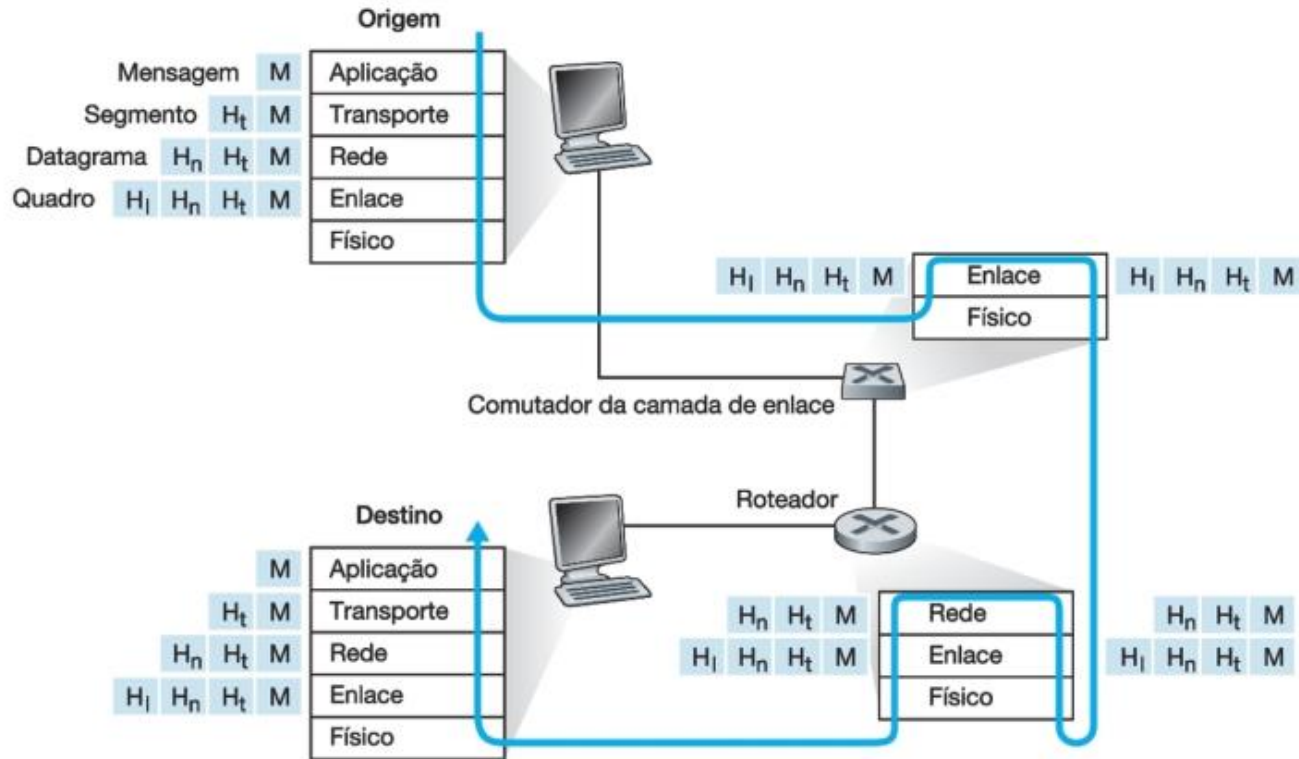 Origem
Mensagem M Aplicação
Segmento Ht M Transporte
Datagrama Hn Ht M Rede
Quadro Hl Hn Ht M Enlace
Físico
Hl Hn Ht M Enlace Hl Hn Ht M
Físico
Comutador da camada de enlace
Roteador
Destino
M Aplicação
Ht M Transporte
Hn Ht M Rede
Hl Hn Ht M Enlace
Físico
Hn Ht M Rede Hn Ht M
Hl Hn Ht M Enlace Hl Hn Ht M
Físico